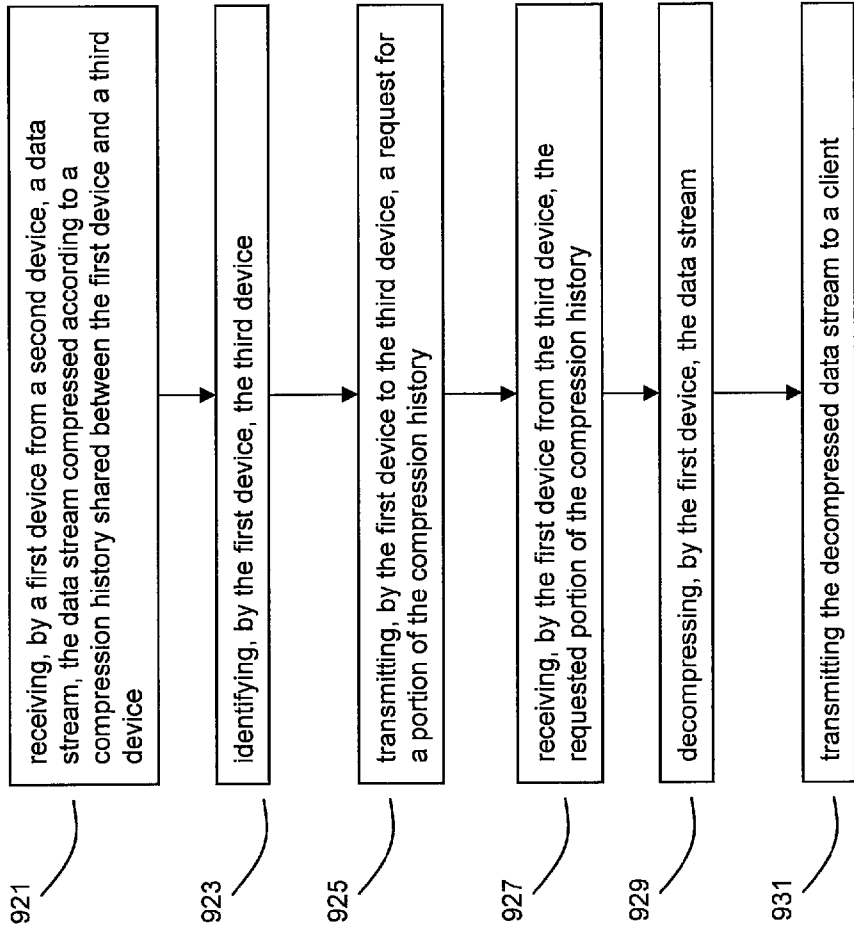 receiving, by a first device from a second device, a data
stream, the data stream compressed according to a
compression history shared between the first device and a third
device
921
identifying, by the first device, the third device
923
transmitting, by the first device to the third device, a request for
a portion of the compression history
925
receiving, by the first device from the third device, the
requested portion of the compression history
927
decompressing, by the first device, the data stream
929
transmitting the decompressed data stream to a client
931